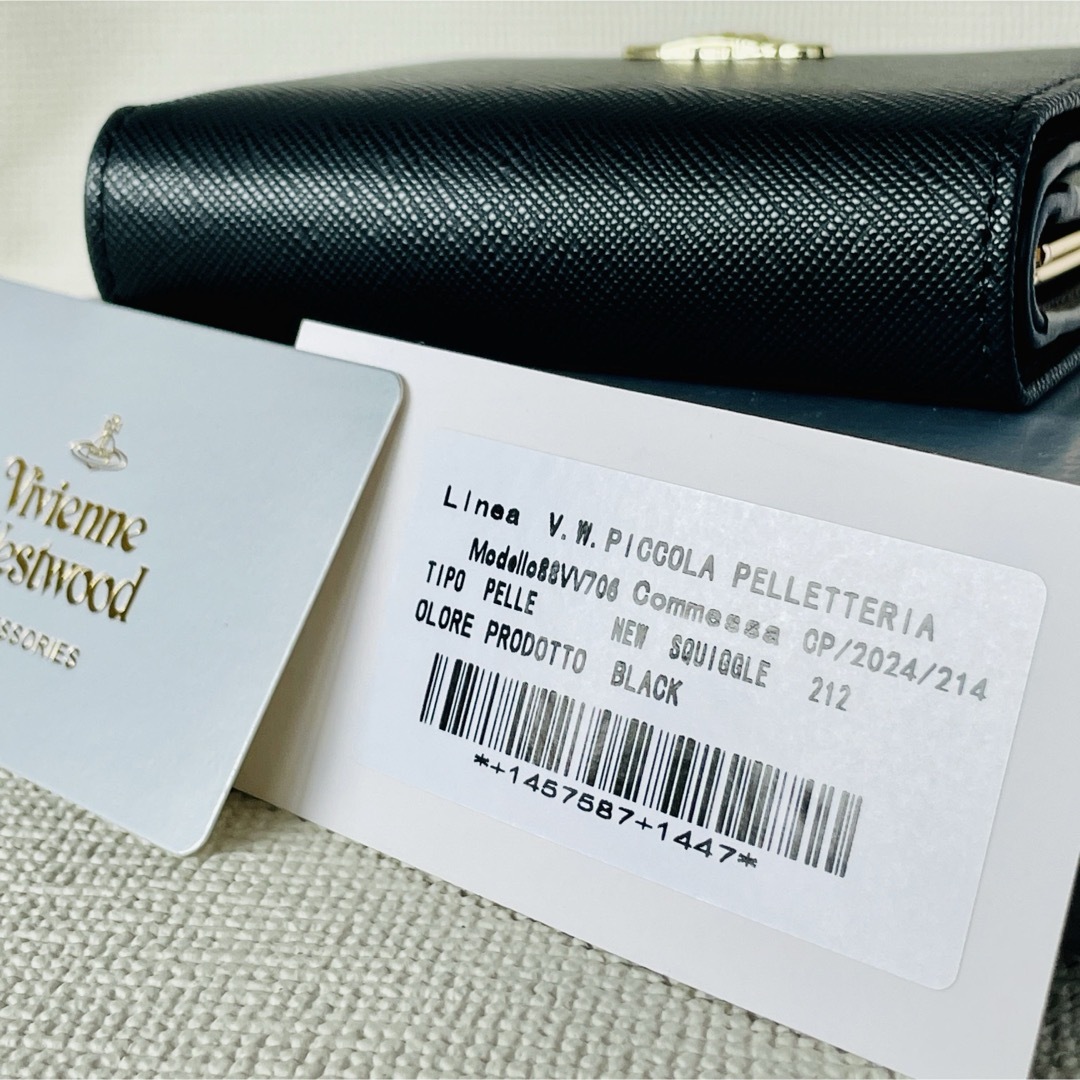 Vivienne
Westwood
SSORIES
Linea V.W.PICCOLA PELLETTERIA
Modello88VV706 Commessa CP/2024/214
TIPO PELLE NEW SQUIGGLE 212
OLORE PRODOTTO BLACK
*+1457587+1447*